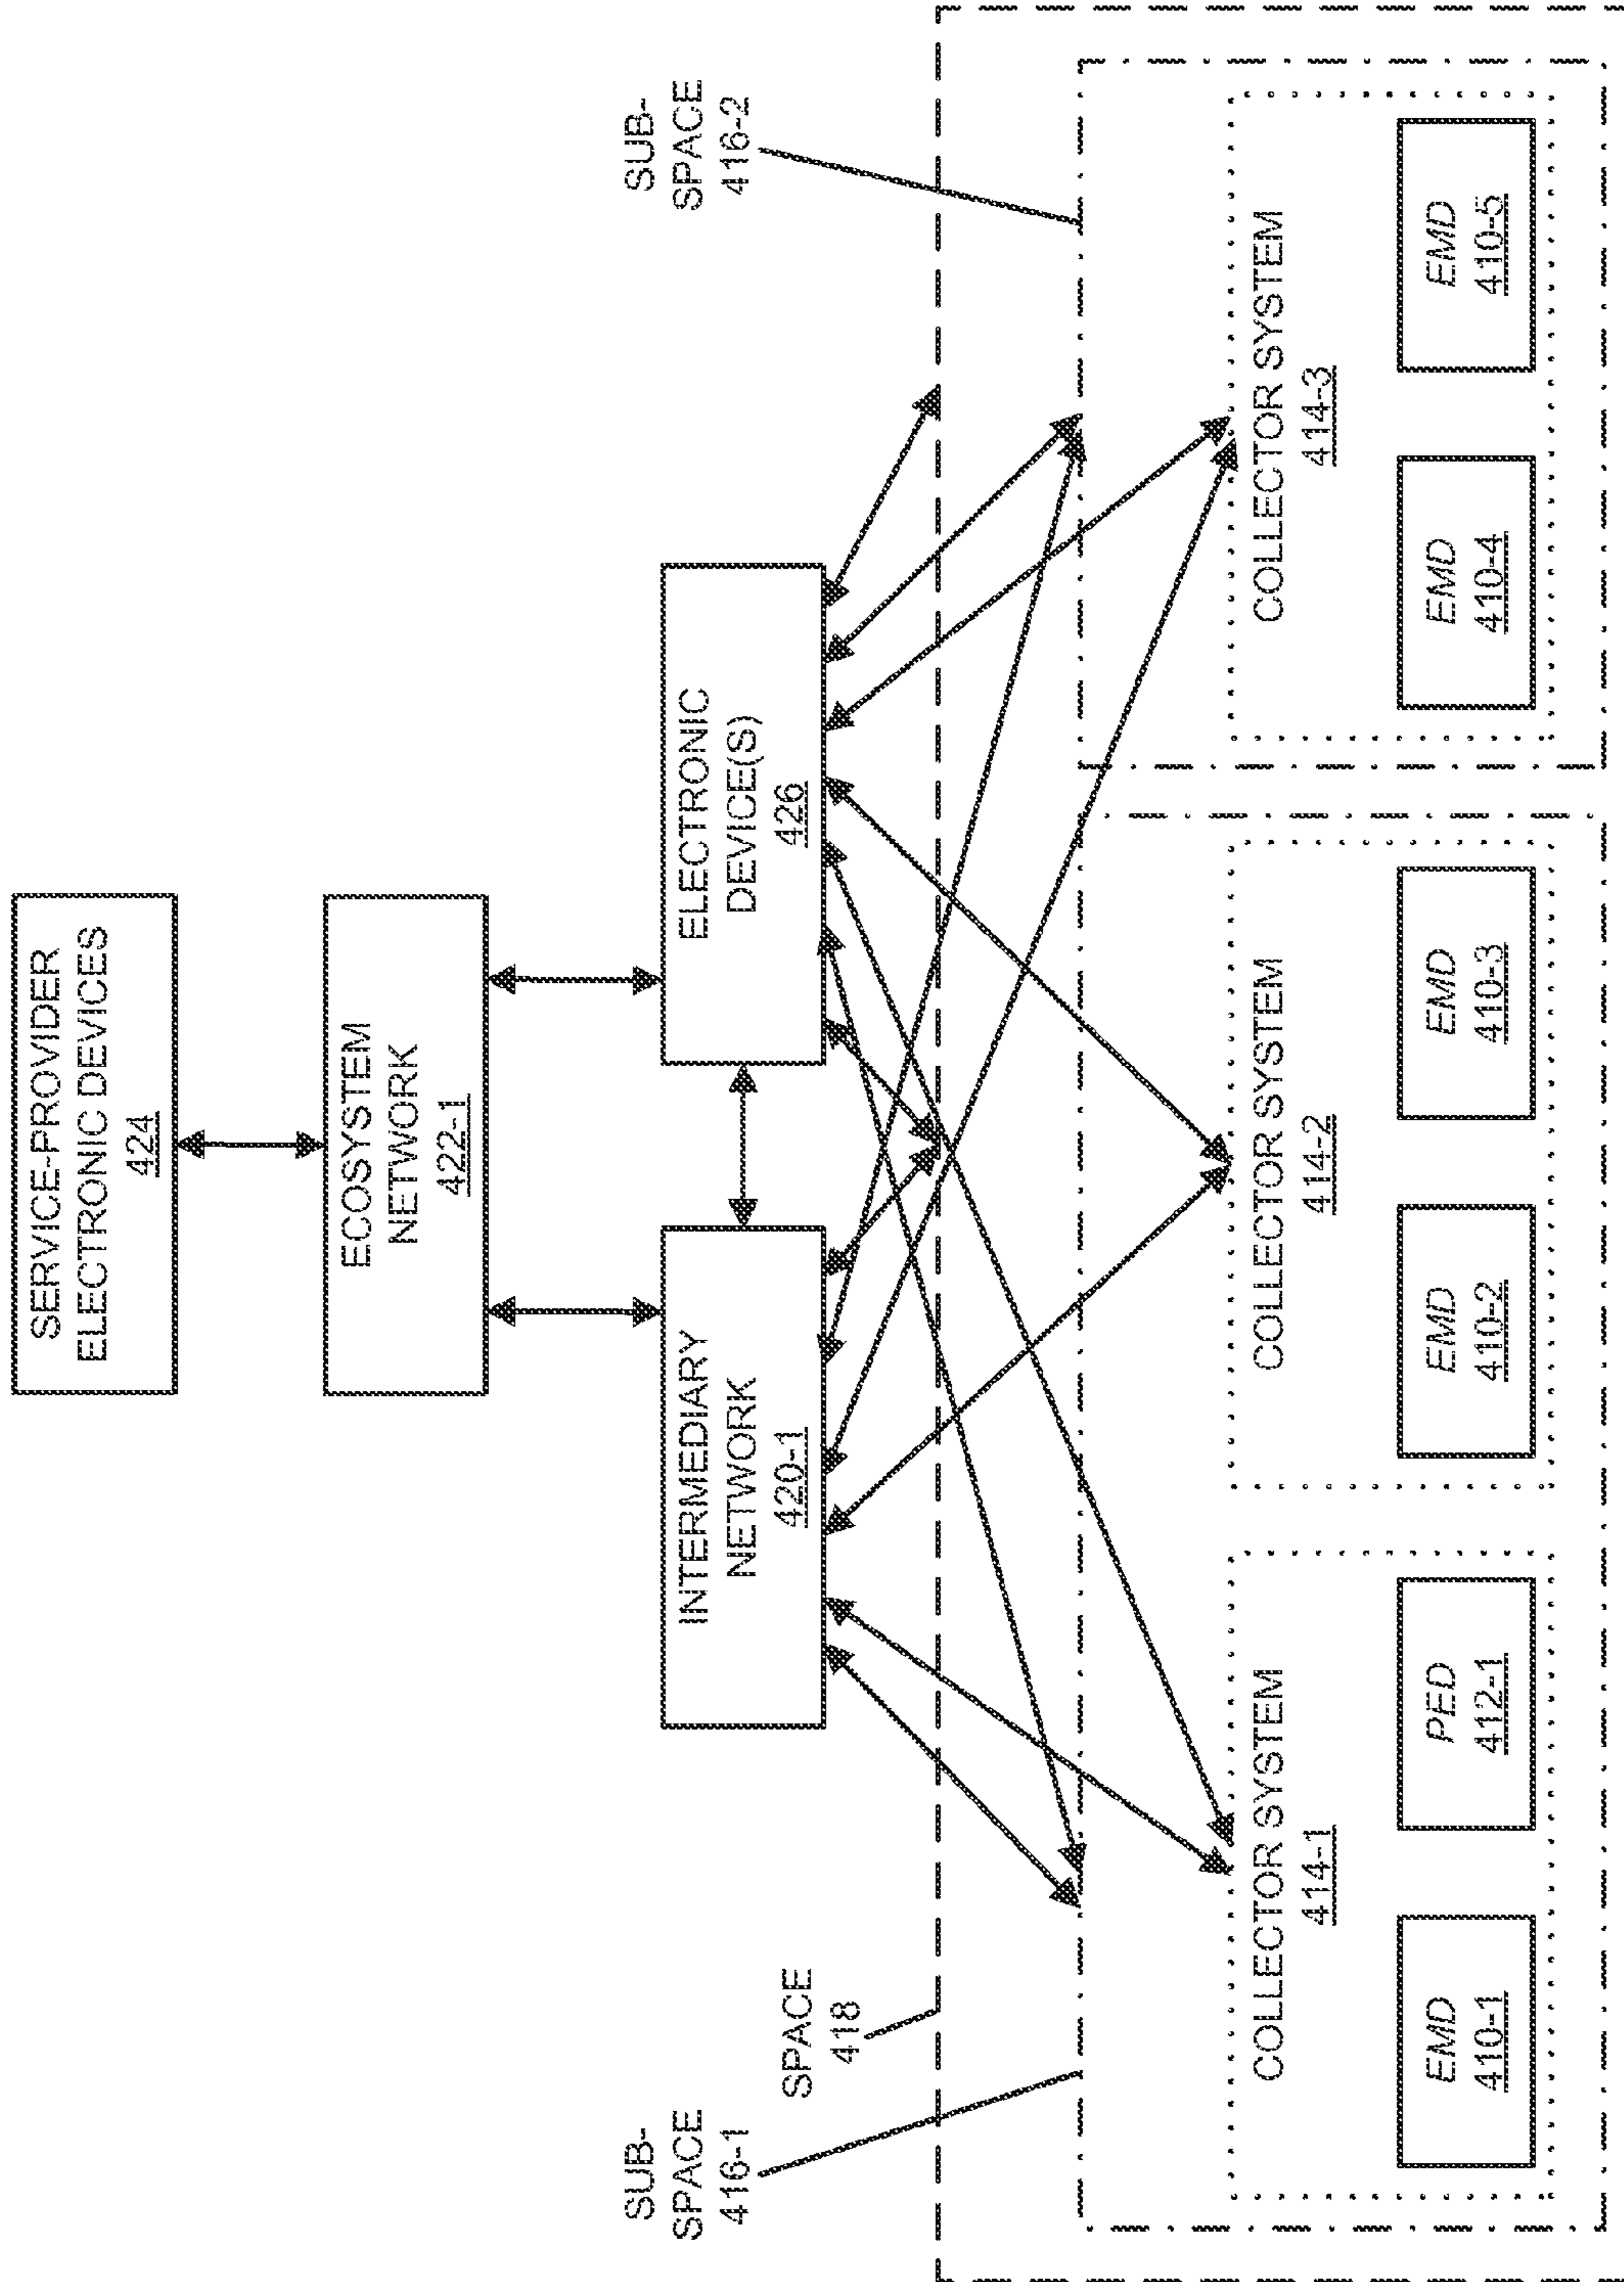 SERVICE-PROVIDER
ELECTRONIC DEVICES
424
ECOSYSTEM
NETWORK
422-1
INTERMEDIARY
NETWORK
420-1
ELECTRONIC
DEVICE(S)
426
SUB-
SPACE
416-1
SPACE
418
SUB-
SPACE
416-2
COLLECTOR SYSTEM
414-1
EMD
410-1
PED
412-1
COLLECTOR SYSTEM
414-2
EMD
410-2
EMD
410-3
COLLECTOR SYSTEM
414-3
EMD
410-4
EMD
410-5